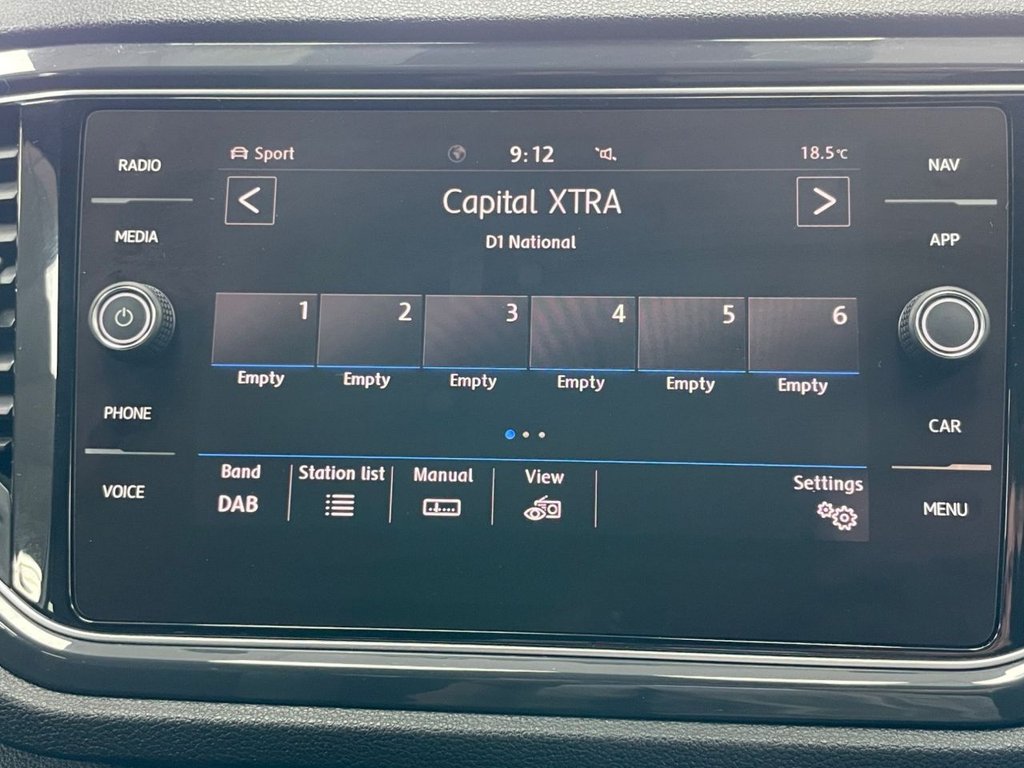 Sport 9:12 18.5°C
RADIO
MEDIA
PHONE
VOICE
< Capital XTRA >
D1 National
1 2 3 4 5 6
Empty Empty Empty Empty Empty Empty
Band Station list Manual View Settings
DAB
NAV
APP
CAR
MENU